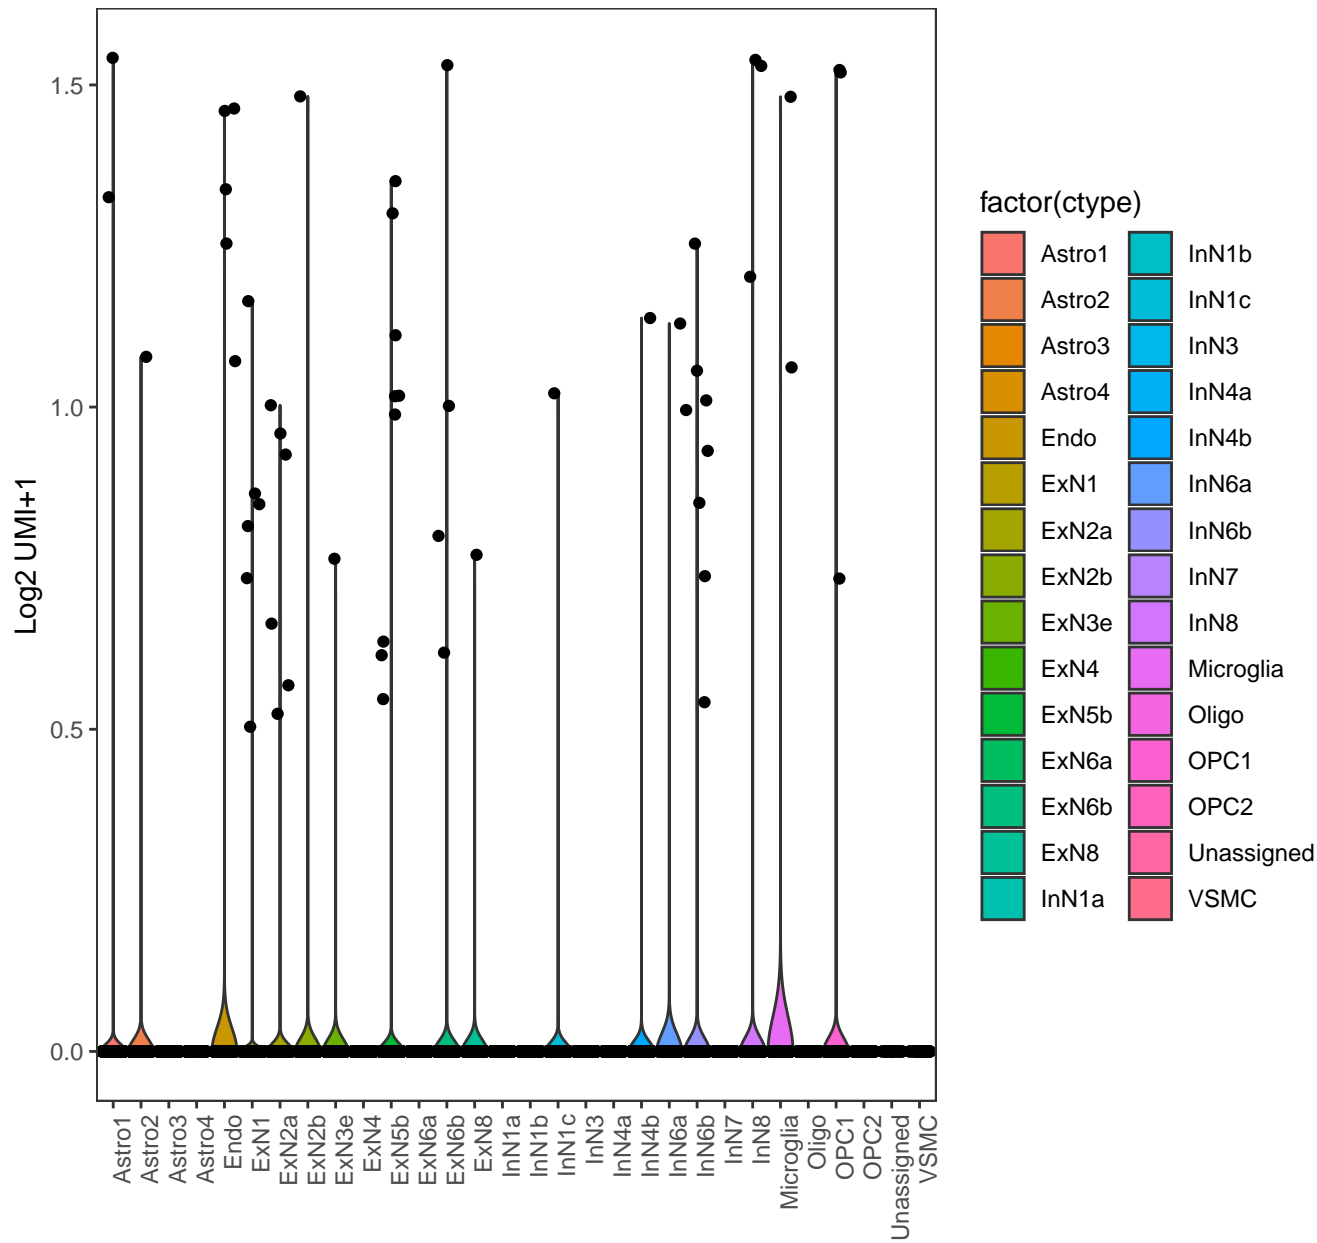 Log2 UMI+1
1.5
1.0
0.5
0.0
Astro1
Astro2
Astro3
Astro4
Endo
ExN1
ExN2a
ExN2b
ExN3e
ExN4
ExN5b
ExN6a
ExN6b
ExN8
InN1a
InN1b
InN1c
InN3
InN4a
InN4b
InN6a
InN6b
InN7
InN8
Microglia
Oligo
OPC1
OPC2
Unassigned
VSMC
factor(ctype)
Astro1
Astro2
Astro3
Astro4
Endo
ExN1
ExN2a
ExN2b
ExN3e
ExN4
ExN5b
ExN6a
ExN6b
ExN8
InN1a
InN1b
InN1c
InN3
InN4a
InN4b
InN6a
InN6b
InN7
InN8
Microglia
Oligo
OPC1
OPC2
Unassigned
VSMC